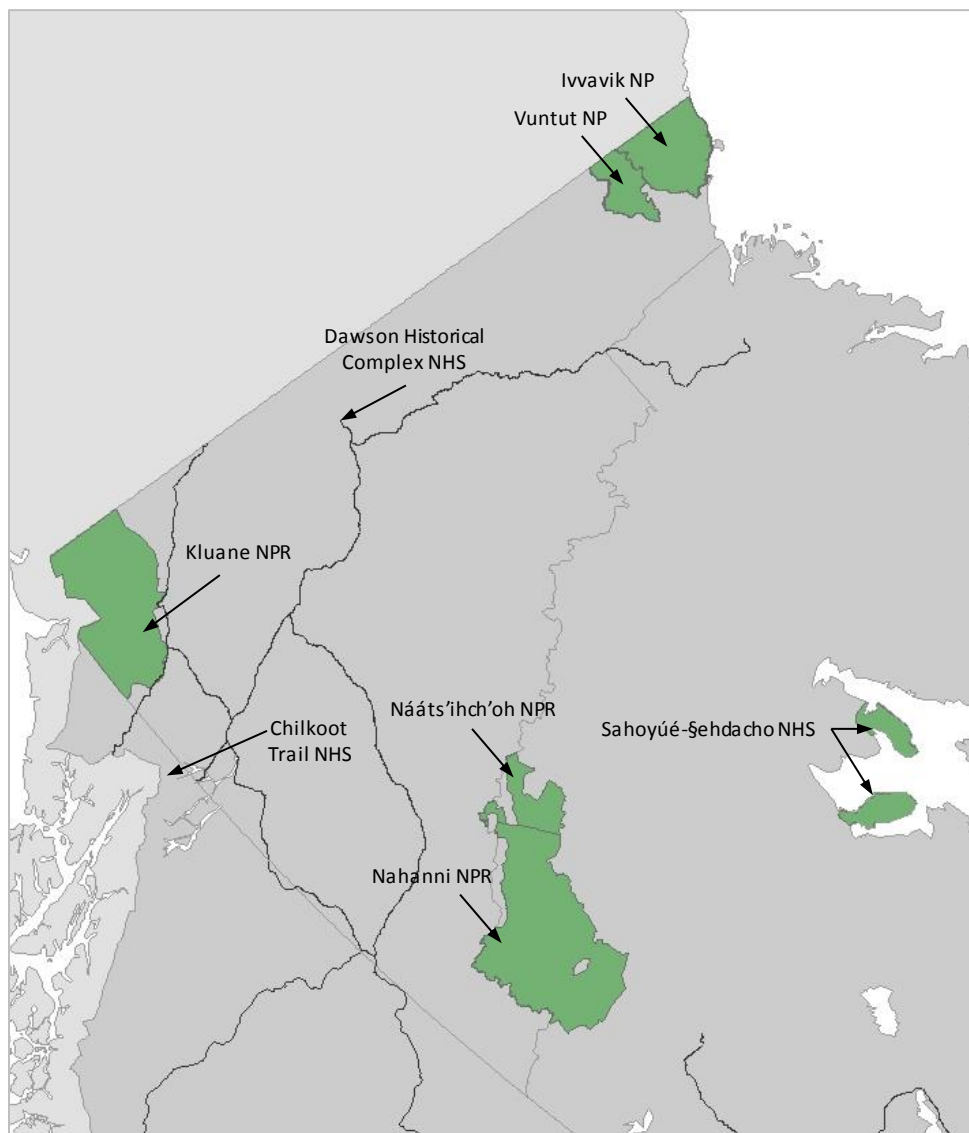 Ivvavik NP
Vuntut NP
Dawson Historical
Complex NHS
Kluane NPR
Nááts’ihch’oh NPR
Chilkoot
Trail NHS
Sahoyúé-§ehdacho NHS
Nahanni NPR